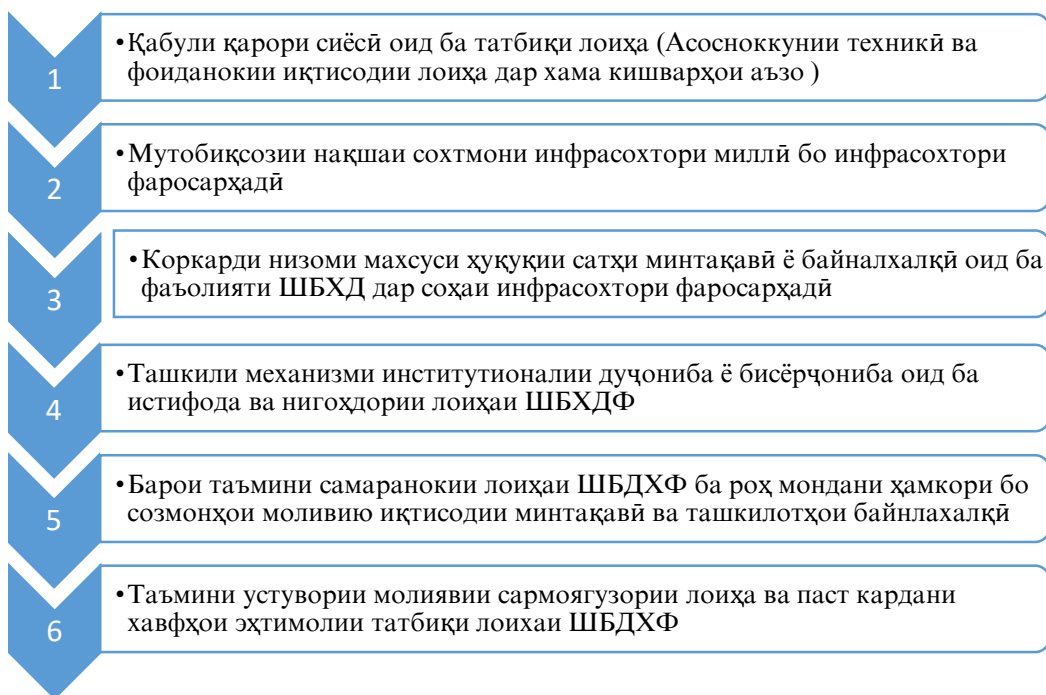 1
•Қабули қарори сиёсӣ оид ба татбиқи лоиҳа (Асосноккунии техникӣ ва
фоиданокии иқтисодии лоиҳа дар хама кишварҳои аъзо )
2
•Мутобиқсозии нақшаи сохтмони инфрасохтори миллӣ бо инфрасохтори
фаросарҳадӣ
3
•Коркарди низоми махсуси ҳуқуқии сатҳи минтақавӣ ё байналхалқӣ оид ба
фаъолияти ШБХД дар соҳаи инфрасохтори фаросарҳадӣ
4
•Ташкили механизми институтионалии дуҷониба ё бисёрҷониба оид ба
истифода ва нигоҳдории лоиҳаи ШБХДФ
5
•Барои таъмини самаранокии лоиҳаи ШБДХФ ба роҳ мондани ҳамкори бо
созмонҳои моливию иқтисодии минтақавӣ ва ташкилотҳои байнлахалқӣ
6
•Таъмини устувории молиявии сармоягузории лоиҳа ва паст кардани
хавфҳои эҳтимолии татбиқи лоихаи ШБДХФ